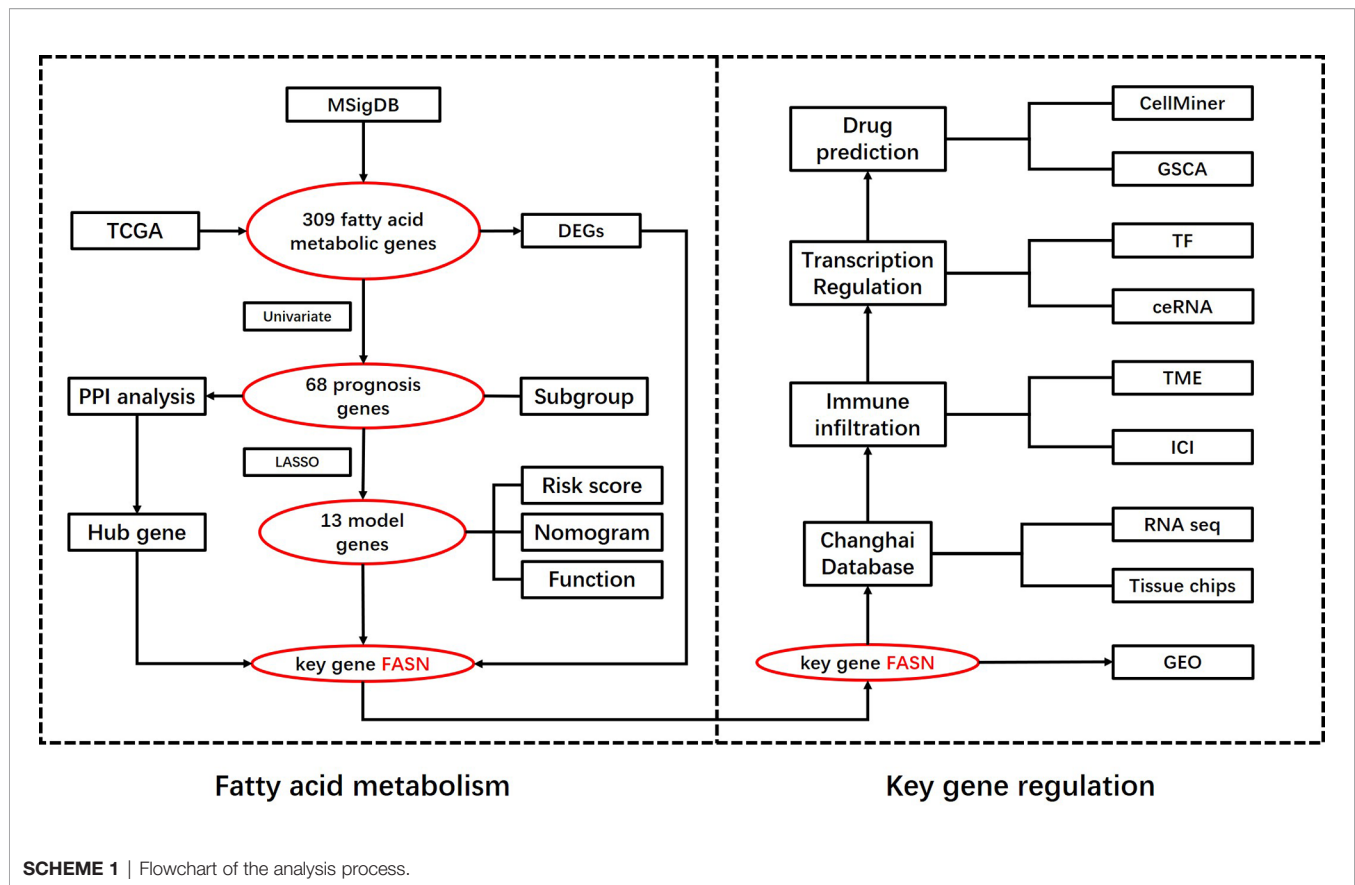 MSigDB
TCGA
309 fatty acid
metabolic genes
DEGs
Univariate
PPI analysis
68 prognosis
genes
Subgroup
LASSO
Hub gene
13 model
genes
Risk score
Nomogram
Function
key gene FASN
Drug
prediction
CellMiner
GSCA
Transcription
Regulation
TF
ceRNA
Immune
infiltration
TME
ICI
Changhai
Database
RNA seq
Tissue chips
key gene FASN
GEO
Fatty acid metabolism
Key gene regulation
SCHEME 1 | Flowchart of the analysis process.